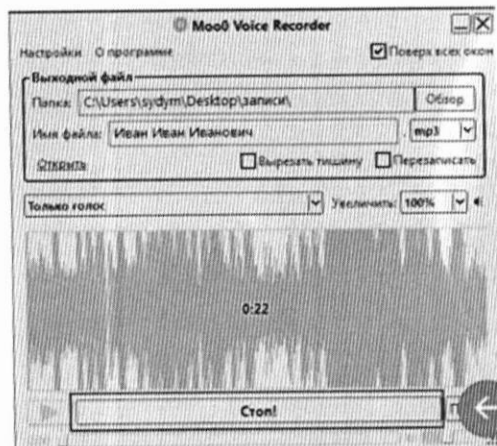 Moo0 Voice Recorder
Настройки О программе Поверх всех окон
Выходной файл
Папка: C:\Users\sydym\Desktop\записи\ Обзор
Имя файла: Иван Иван Иванович . mp3
Открыть Вырезать тишину Перезаписать
Только голос Увеличить: 100%
0:22
Стоп!